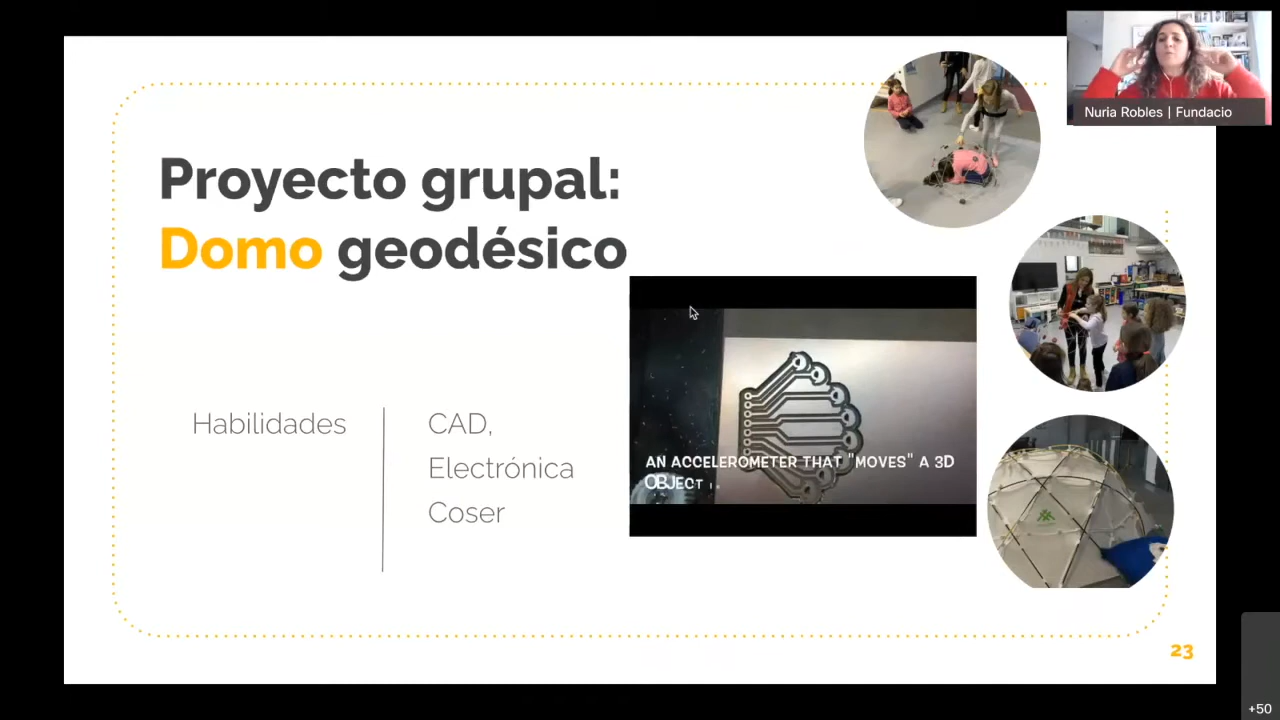 Nuria Robles | Fundacio
Proyecto grupal:
Domo geodésico
Habilidades
CAD,
Electrónica
Coser
AN ACCELEROMETER THAT "MOVES" A 3D
OBJECT
23
+50